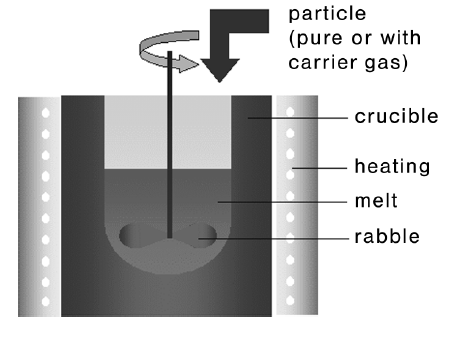 particle
(pure or with
carrier gas)
crucible
heating
melt
rabble